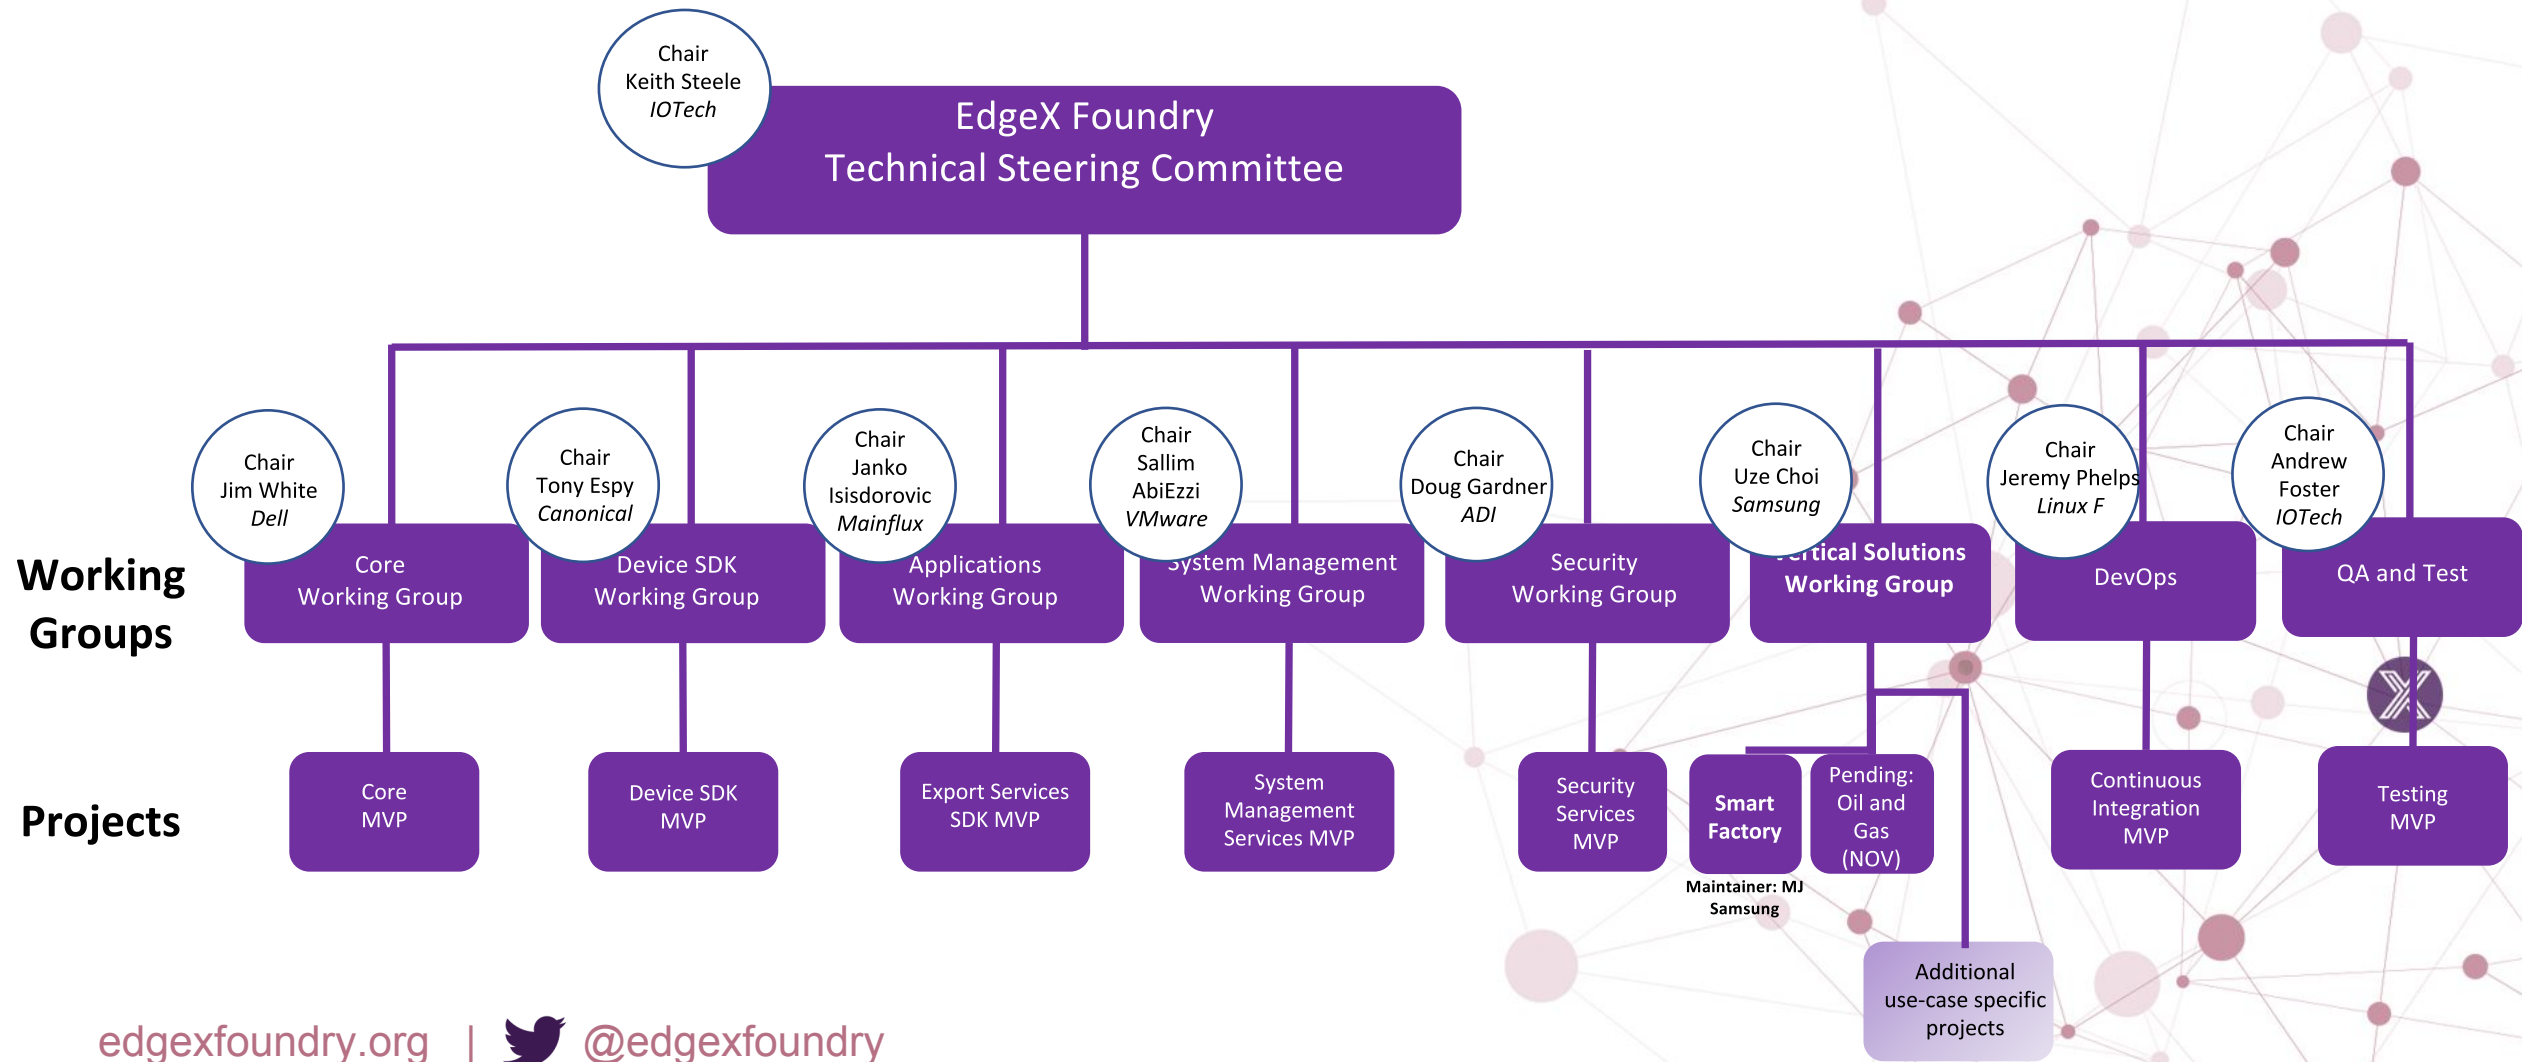 Chair
Keith Steele
IOTech
EdgeX Foundry
Technical Steering Committee
Chair
Jim White
Dell
Chair
Tony Espy
Canonical
Chair
Janko
Isisdorovic
Mainflux
Chair
Sallim
AbiEzzi
VMware
Chair
Doug Gardner
ADI
Chair
Uze Choi
Samsung
Chair
Jeremy Phelps
Linux F
Chair
Andrew
Foster
IOTech
Working
Groups
Core
Working Group
Device SDK
Working Group
Applications
Working Group
System Management
Working Group
Security
Working Group
Vertical Solutions
Working Group
DevOps
QA and Test
Projects
Core
MVP
Device SDK
MVP
Export Services
SDK MVP
System
Management
Services MVP
Security
Services
MVP
Smart
Factory
Maintainer: MJ
Samsung
Pending:
Oil and
Gas
(NOV)
Continuous
Integration
MVP
Testing
MVP
Additional
use-case specific
projects
edgexfoundry.org | @edgexfoundry